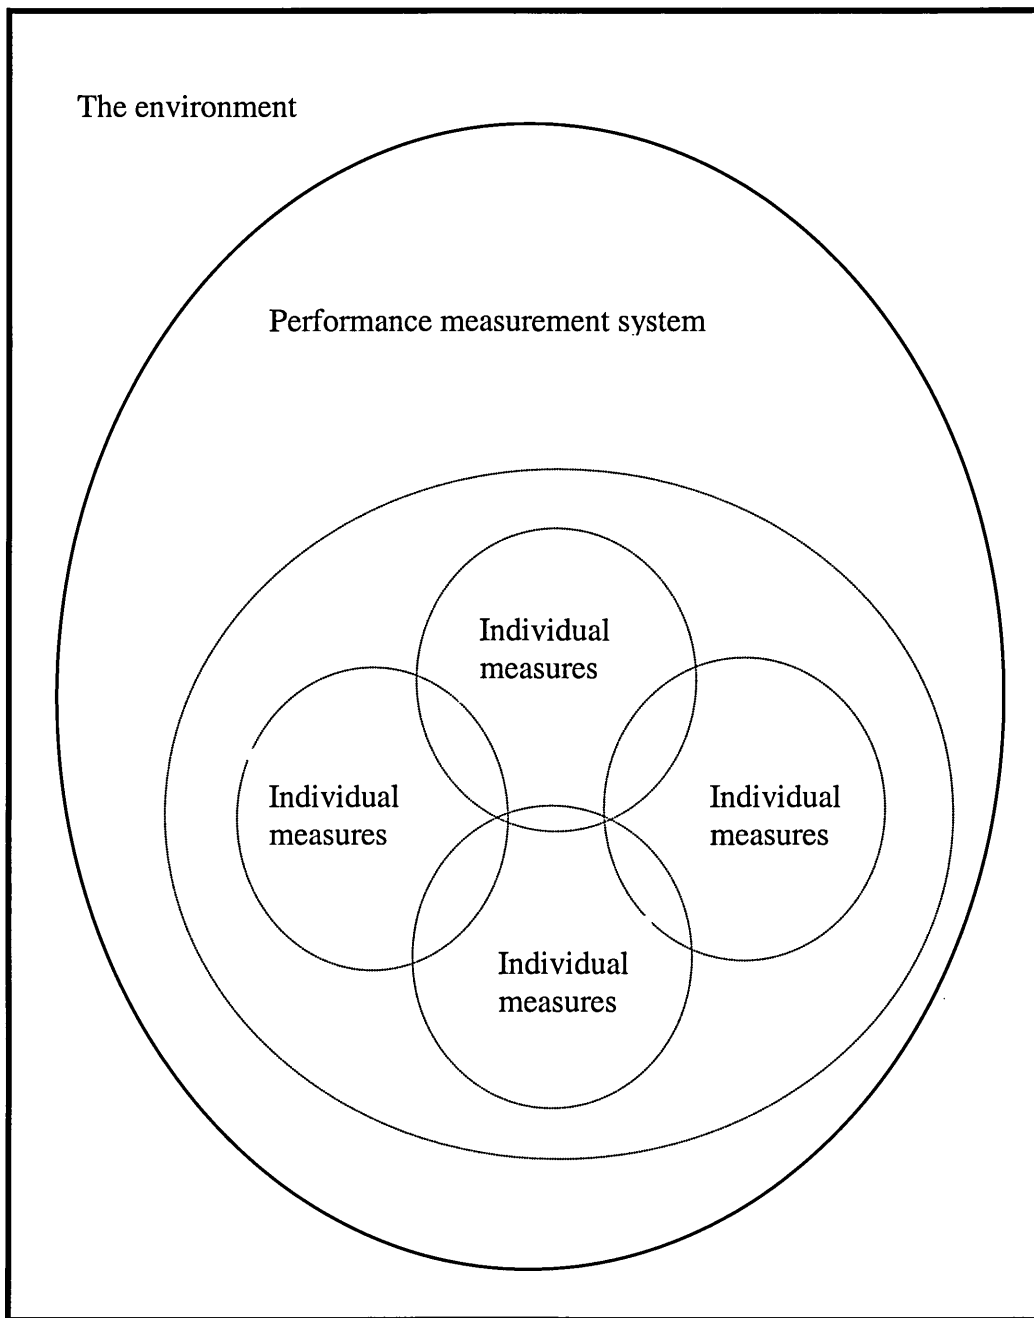 The environment
Performance measurement system
Individual
measures
Individual
measures
Individual
measures
Individual
measures